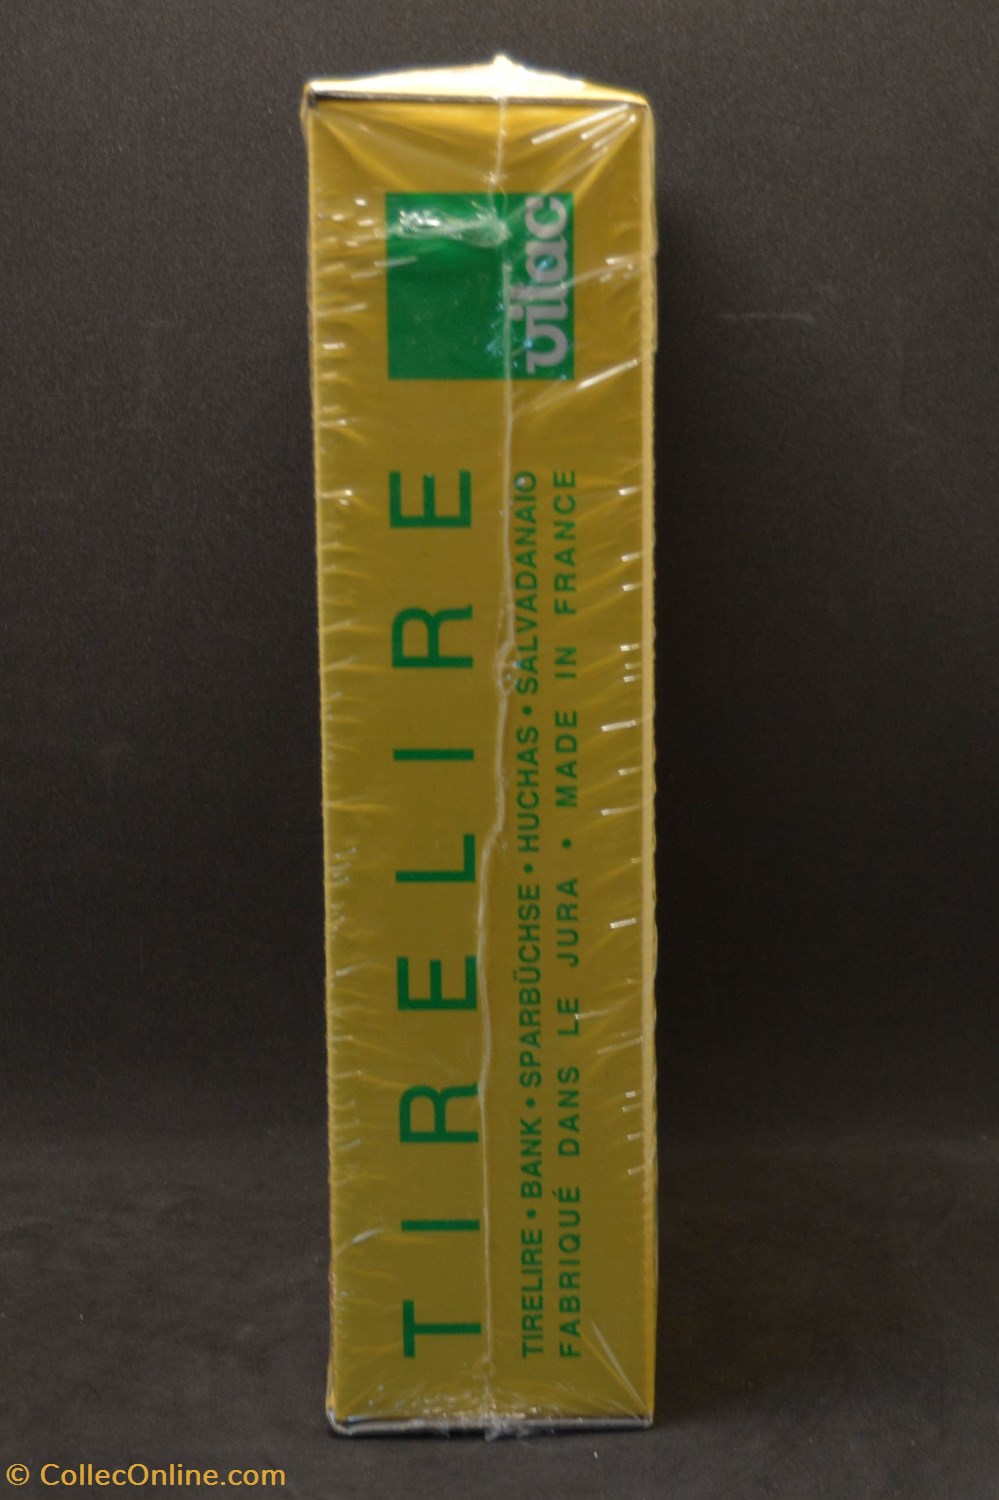 TIRELIRE
TIRELIRE • BANK • SPARBÜCHSE • HUCHAS • SALVADANAIO
FABRIQUÉ DANS LE JURA • MADE IN FRANCE
vilac
© CollecOnline.com